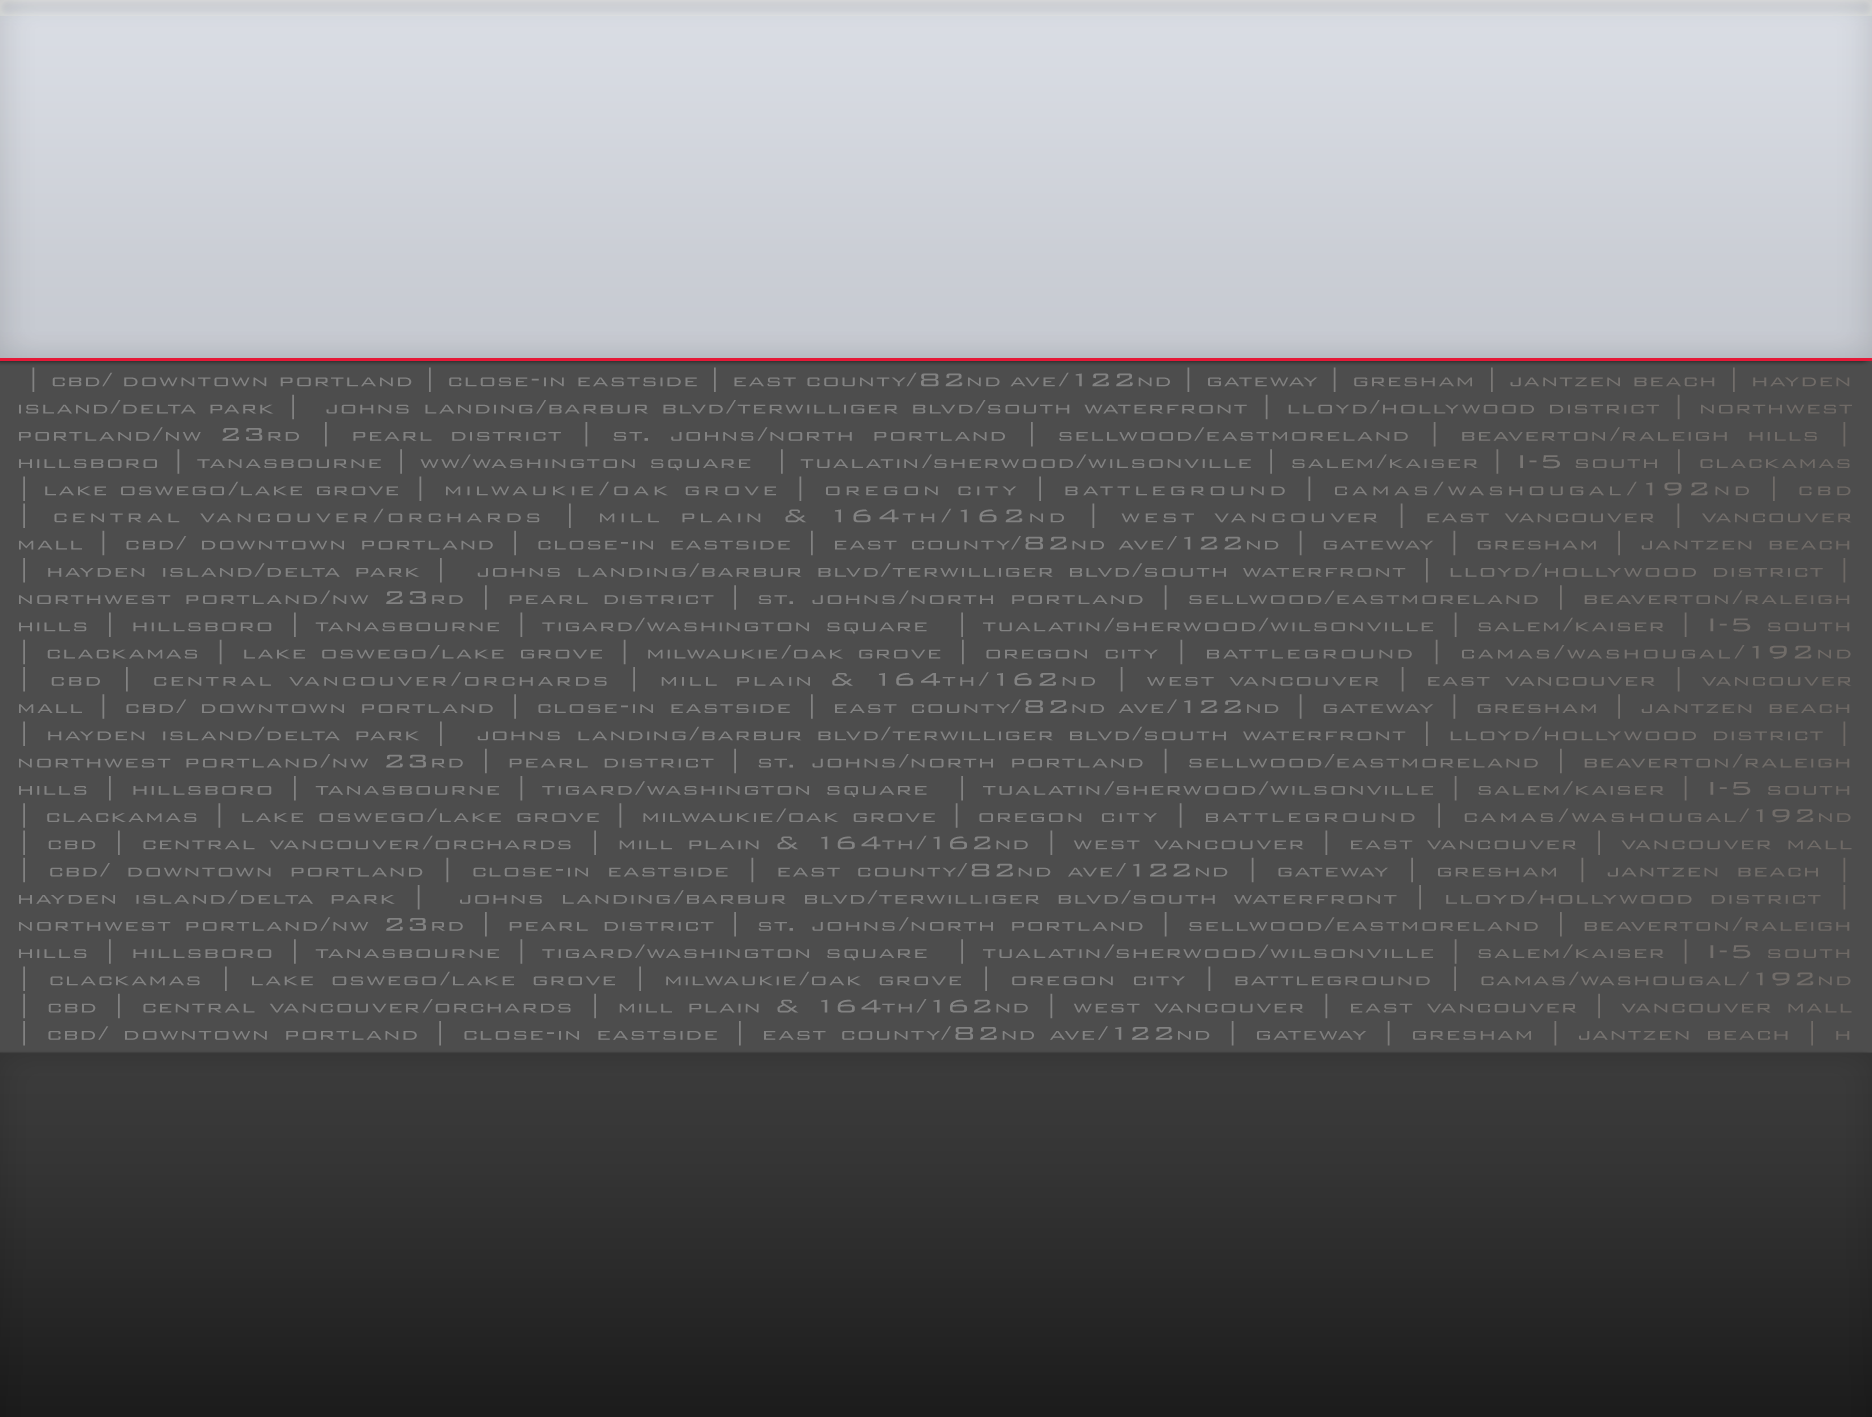 | CBD/ DOWNTOWN PORTLAND | CLOSE-IN EASTSIDE | EAST COUNTY/82ND AVE/122ND | GATEWAY | GRESHAM | JANTZEN BEACH | HAYDEN
ISLAND/DELTA PARK | JOHNS LANDING/BARBUR BLVD/TERWILLIGER BLVD/SOUTH WATERFRONT | LLOYD/HOLLYWOOD DISTRICT | NORTHWEST
PORTLAND/NW 23RD | PEARL DISTRICT | ST. JOHNS/NORTH PORTLAND | SELLWOOD/EASTMORELAND | BEAVERTON/RALEIGH HILLS |
HILLSBORO | TANASBOURNE | WW/WASHINGTON SQUARE | TUALATIN/SHERWOOD/WILSONVILLE | SALEM/KAISER | I-5 SOUTH | CLACKAMAS
| LAKE OSWEGO/LAKE GROVE | MILWAUKIE/OAK GROVE | OREGON CITY | BATTLEGROUND | CAMAS/WASHOUGAL/192ND | CBD
| CENTRAL VANCOUVER/ORCHARDS | MILL PLAIN & 164TH/162ND | WEST VANCOUVER | EAST VANCOUVER | VANCOUVER
MALL | CBD/ DOWNTOWN PORTLAND | CLOSE-IN EASTSIDE | EAST COUNTY/82ND AVE/122ND | GATEWAY | GRESHAM | JANTZEN BEACH
| HAYDEN ISLAND/DELTA PARK | JOHNS LANDING/BARBUR BLVD/TERWILLIGER BLVD/SOUTH WATERFRONT | LLOYD/HOLLYWOOD DISTRICT |
NORTHWEST PORTLAND/NW 23RD | PEARL DISTRICT | ST. JOHNS/NORTH PORTLAND | SELLWOOD/EASTMORELAND | BEAVERTON/RALEIGH
HILLS | HILLSBORO | TANASBOURNE | TIGARD/WASHINGTON SQUARE | TUALATIN/SHERWOOD/WILSONVILLE | SALEM/KAISER | I-5 SOUTH
| CLACKAMAS | LAKE OSWEGO/LAKE GROVE | MILWAUKIE/OAK GROVE | OREGON CITY | BATTLEGROUND | CAMAS/WASHOUGAL/192ND
| CBD | CENTRAL VANCOUVER/ORCHARDS | MILL PLAIN & 164TH/162ND | WEST VANCOUVER | EAST VANCOUVER | VANCOUVER
MALL | CBD/ DOWNTOWN PORTLAND | CLOSE-IN EASTSIDE | EAST COUNTY/82ND AVE/122ND | GATEWAY | GRESHAM | JANTZEN BEACH
| HAYDEN ISLAND/DELTA PARK | JOHNS LANDING/BARBUR BLVD/TERWILLIGER BLVD/SOUTH WATERFRONT | LLOYD/HOLLYWOOD DISTRICT |
NORTHWEST PORTLAND/NW 23RD | PEARL DISTRICT | ST. JOHNS/NORTH PORTLAND | SELLWOOD/EASTMORELAND | BEAVERTON/RALEIGH
HILLS | HILLSBORO | TANASBOURNE | TIGARD/WASHINGTON SQUARE | TUALATIN/SHERWOOD/WILSONVILLE | SALEM/KAISER | I-5 SOUTH
| CLACKAMAS | LAKE OSWEGO/LAKE GROVE | MILWAUKIE/OAK GROVE | OREGON CITY | BATTLEGROUND | CAMAS/WASHOUGAL/192ND
| CBD | CENTRAL VANCOUVER/ORCHARDS | MILL PLAIN & 164TH/162ND | WEST VANCOUVER | EAST VANCOUVER | VANCOUVER MALL
| CBD/ DOWNTOWN PORTLAND | CLOSE-IN EASTSIDE | EAST COUNTY/82ND AVE/122ND | GATEWAY | GRESHAM | JANTZEN BEACH |
HAYDEN ISLAND/DELTA PARK | JOHNS LANDING/BARBUR BLVD/TERWILLIGER BLVD/SOUTH WATERFRONT | LLOYD/HOLLYWOOD DISTRICT |
NORTHWEST PORTLAND/NW 23RD | PEARL DISTRICT | ST. JOHNS/NORTH PORTLAND | SELLWOOD/EASTMORELAND | BEAVERTON/RALEIGH
HILLS | HILLSBORO | TANASBOURNE | TIGARD/WASHINGTON SQUARE | TUALATIN/SHERWOOD/WILSONVILLE | SALEM/KAISER | I-5 SOUTH
| CLACKAMAS | LAKE OSWEGO/LAKE GROVE | MILWAUKIE/OAK GROVE | OREGON CITY | BATTLEGROUND | CAMAS/WASHOUGAL/192ND
| CBD | CENTRAL VANCOUVER/ORCHARDS | MILL PLAIN & 164TH/162ND | WEST VANCOUVER | EAST VANCOUVER | VANCOUVER MALL
| CBD/ DOWNTOWN PORTLAND | CLOSE-IN EASTSIDE | EAST COUNTY/82ND AVE/122ND | GATEWAY | GRESHAM | JANTZEN BEACH | H